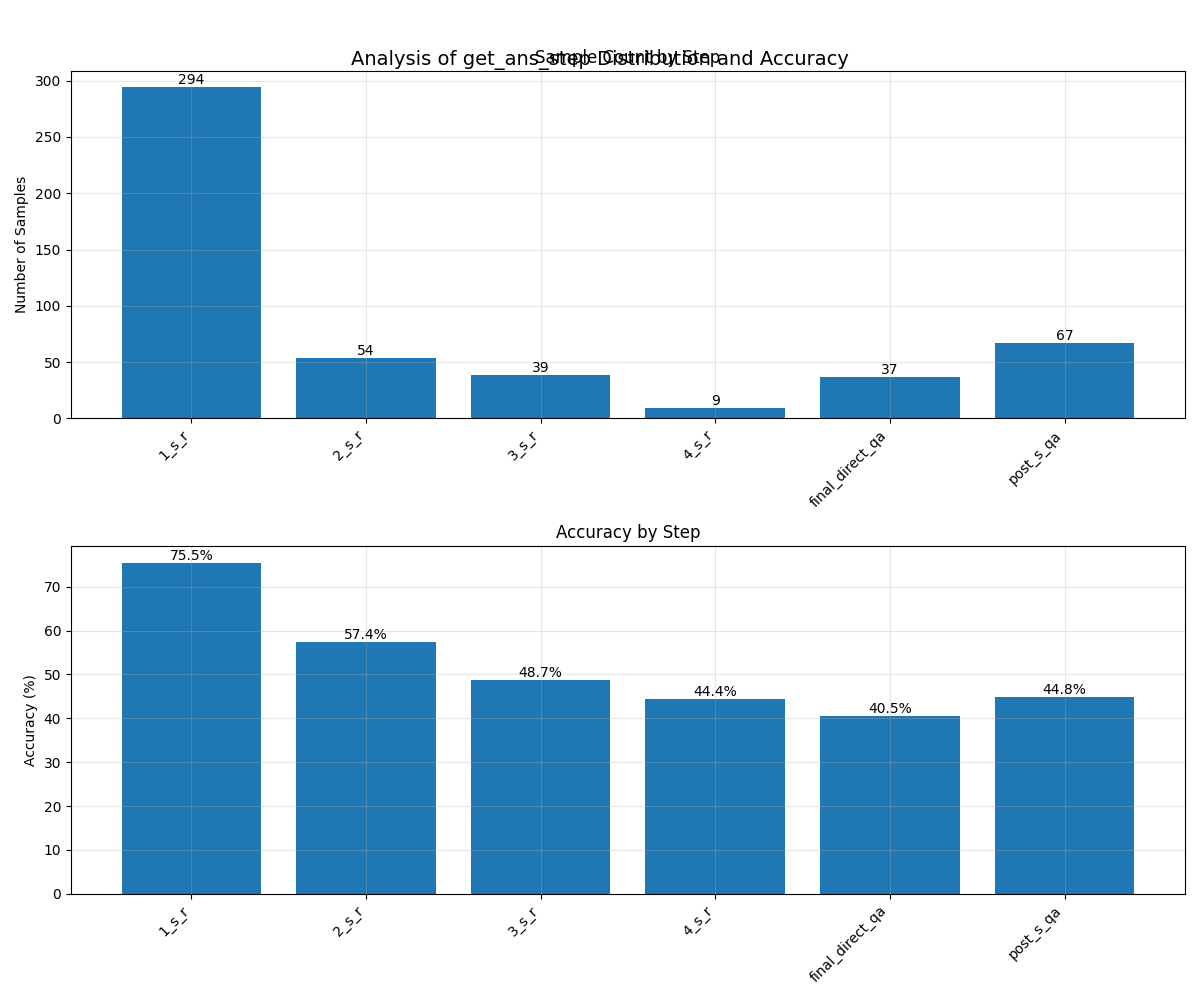 Analysis of get_ans_step Distribution and Accuracy
Sample Count by Step
300
250
200
150
100
50
0
Number of Samples
294
54
39
9
37
67
1_s_r
2_s_r
3_s_r
4_s_r
final_direct_qa
post_s_qa
Accuracy by Step
70
60
50
40
30
20
10
0
Accuracy (%)
75.5%
57.4%
48.7%
44.4%
40.5%
44.8%
1_s_r
2_s_r
3_s_r
4_s_r
final_direct_qa
post_s_qa